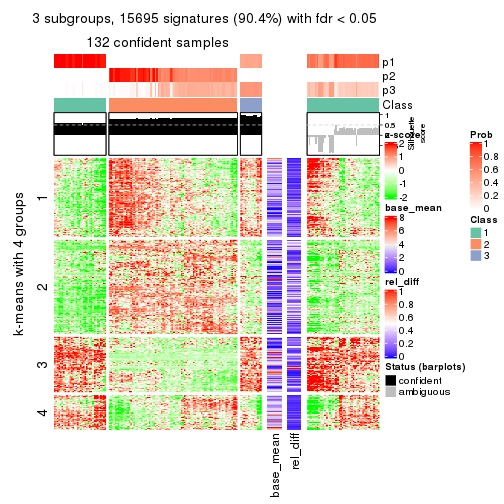 3 subgroups, 15695 signatures (90.4%) with fdr < 0.05
132 confident samples
p1
p2
p3
Class
1
0.5
0
Silhouette
score
z-score
2
1
0
-1
-2
base_mean
8
6
4
2
0
rel_diff
1
0.8
0.6
0.4
0.2
0
Status (barplots)
confident
ambiguous
Prob
1
0.8
0.6
0.4
0.2
0
Class
1
2
3
k-means with 4 groups
1
2
3
4
base_mean
rel_diff